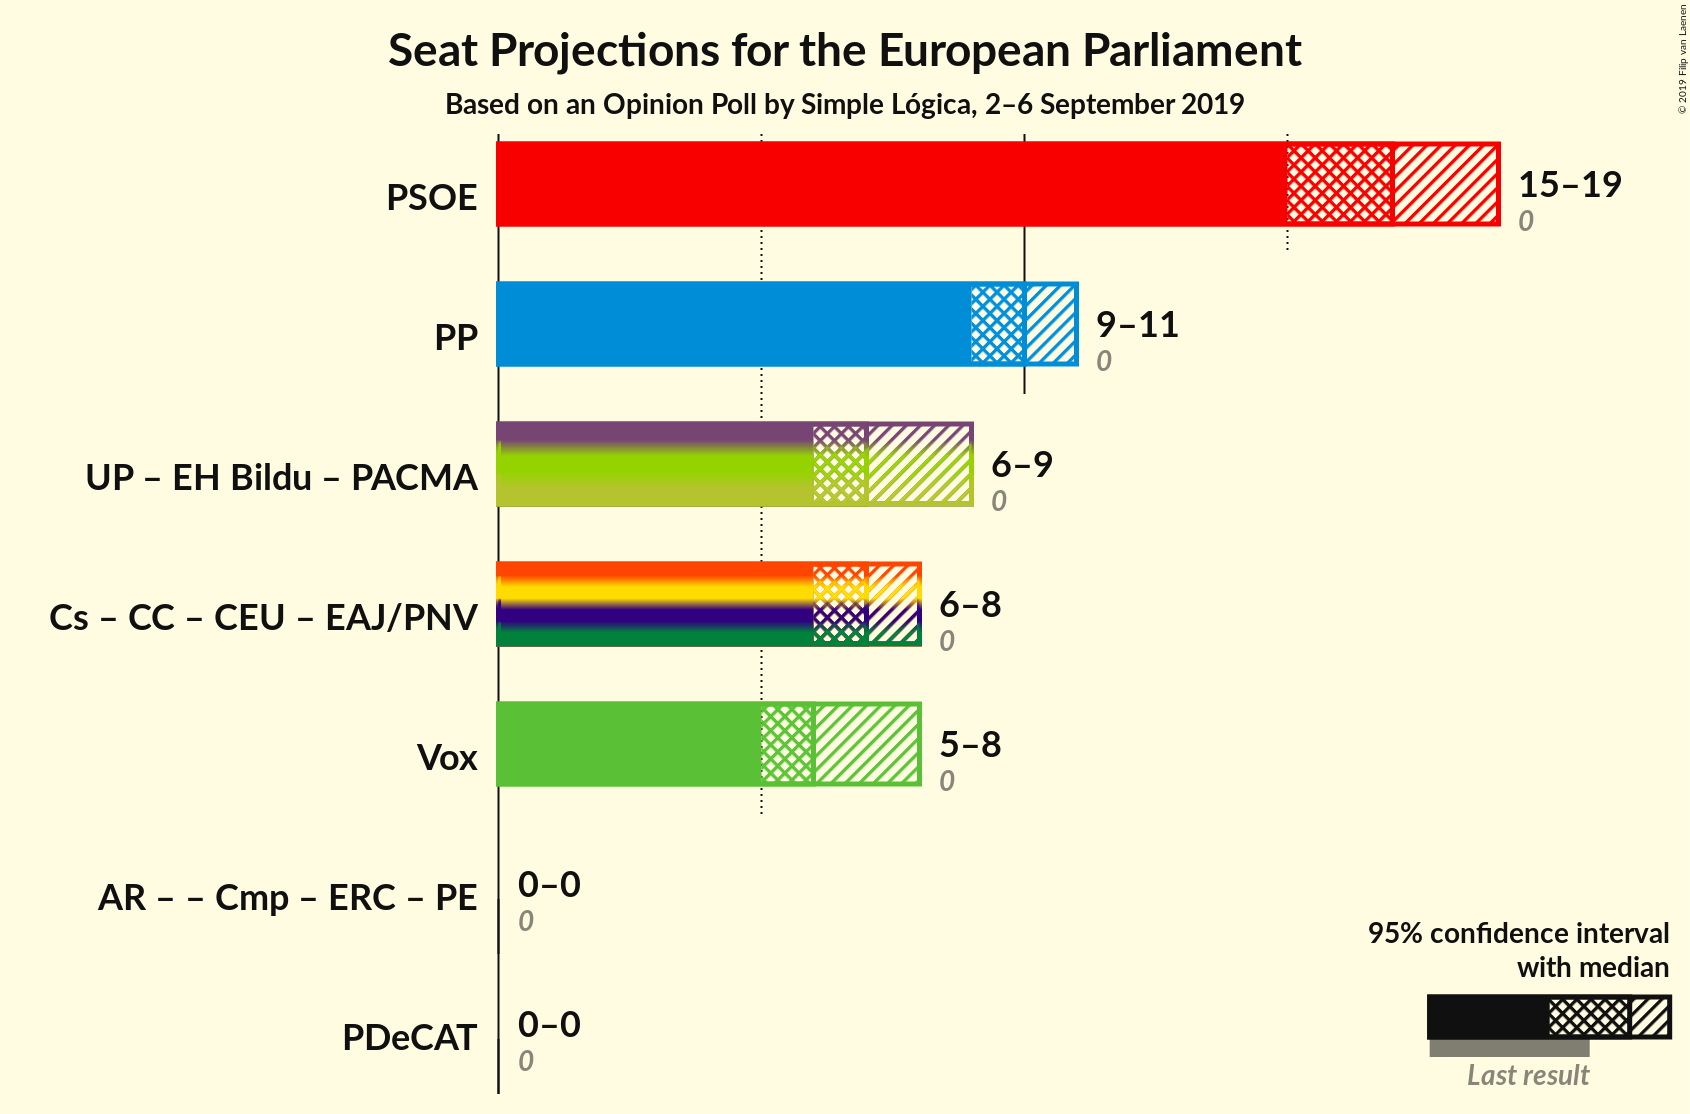 Seat Projections for the European Parliament
Based on an Opinion Poll by Simple Lógica, 2–6 September 2019
© 2019 Filip van Laenen
PSOE
15–19
0
PP
9–11
0
UP – EH Bildu – PACMA
6–9
0
Cs – CC – CEU – EAJ/PNV
6–8
0
Vox
5–8
0
AR – – Cmp – ERC – PE
0–0
0
PDeCAT
0–0
0
95% confidence interval
with median
Last result